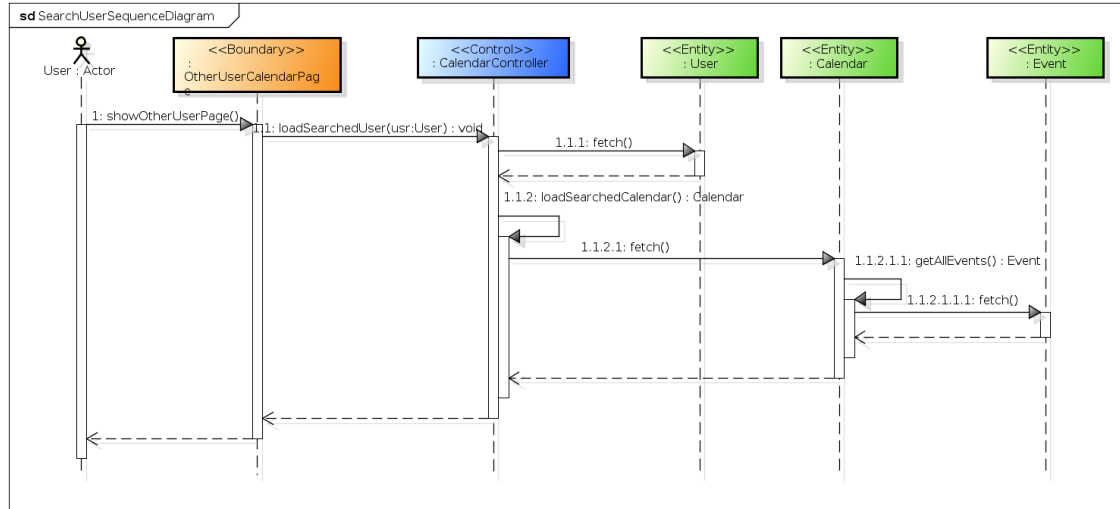 sd SearchUserSequenceDiagram
User : Actor
<<Boundary>>
:
OtherUserCalendarPag
e
<<Control>>
: CalendarController
<<Entity>>
: User
<<Entity>>
: Calendar
<<Entity>>
: Event
1: showOtherUserPage()
1.1: loadSearchedUser(usr:User) : void
1.1.1: fetch()
1.1.2: loadSearchedCalendar() : Calendar
1.1.2.1: fetch()
1.1.2.1.1: getAllEvents() : Event
1.1.2.1.1.1: fetch()